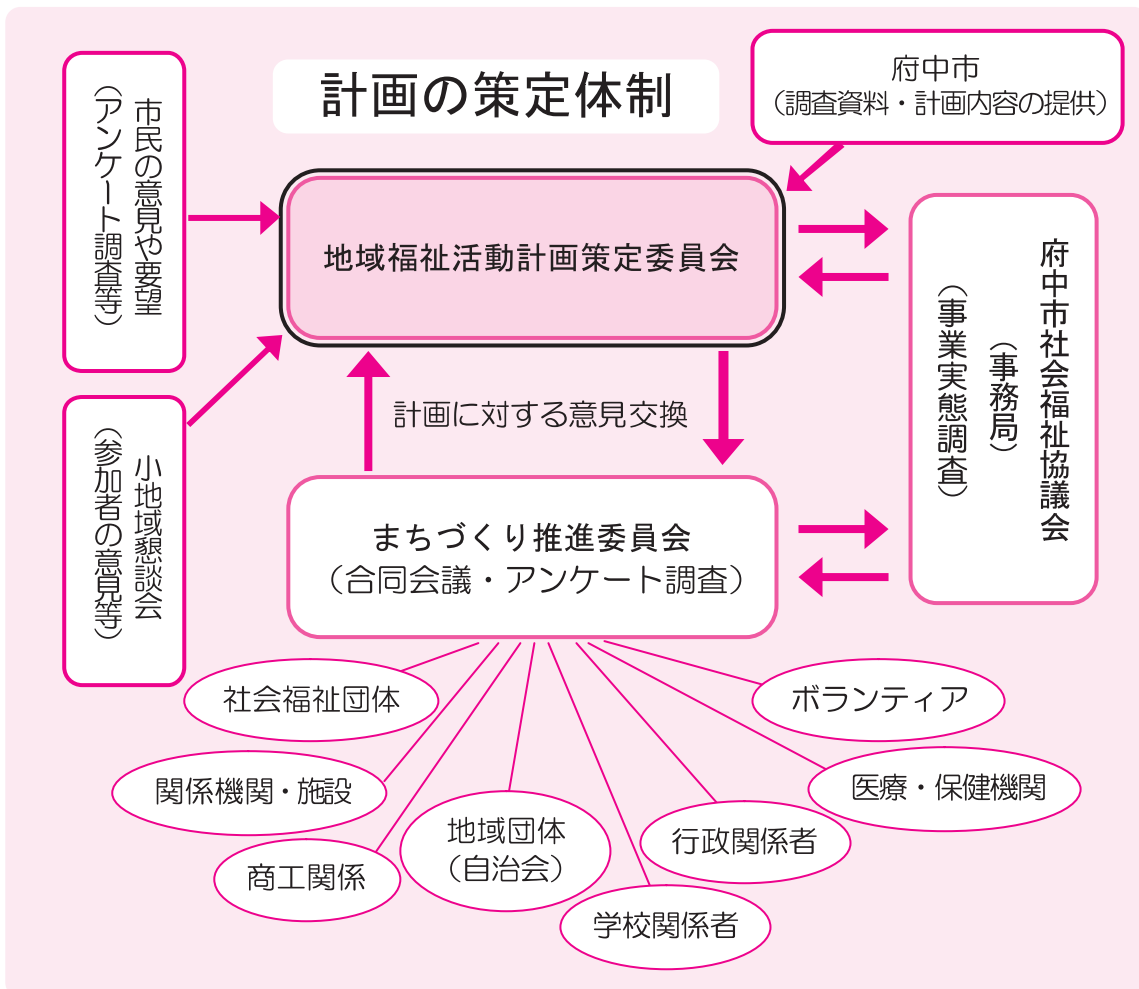 計画の策定体制
府中市
（調査資料・計画内容の提供）
市民の意見や要望
（アンケート調査等）
地域福祉活動計画策定委員会
府中市社会福祉協議会
（事務局）
（事業実態調査）
小地域懇談会
（参加者の意見等）
計画に対する意見交換
まちづくり推進委員会
（合同会議・アンケート調査）
社会福祉団体
関係機関・施設
商工関係
地域団体
（自治会）
学校関係者
行政関係者
医療・保健機関
ボランティア